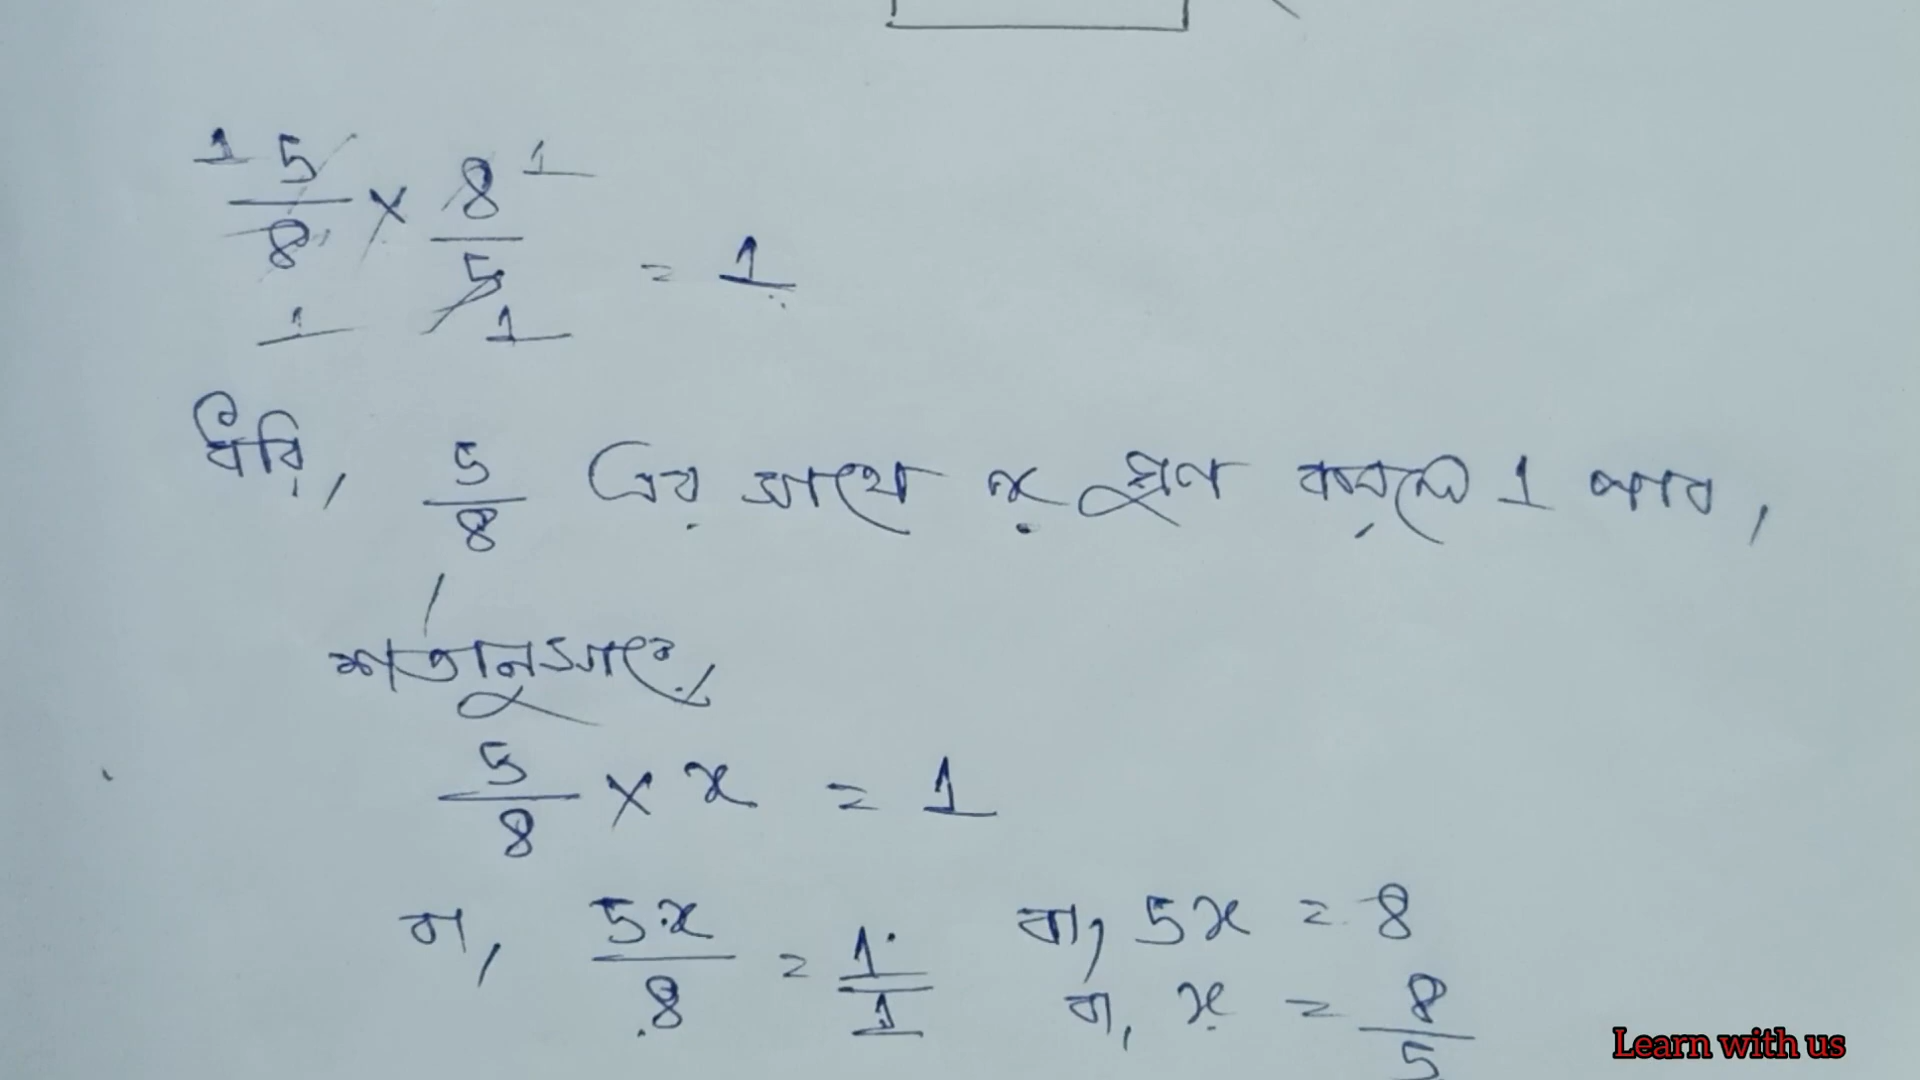 5/8 × 8/5 = 1
ধরি, 5/8 এর সাথে x গুণ করলে 1 পাব,
শর্তানুসারে,
5/8 × x = 1
বা, 5x/8 = 1/1
বা, 5x = 8
বা, x = 8/5
Learn with us